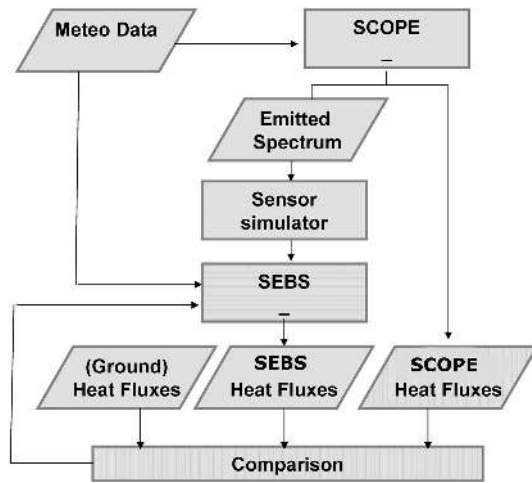 Meteo Data
SCOPE
_
Emitted
Spectrum
Sensor
simulator
SEBS
_
(Ground)
Heat Fluxes
SEBS
Heat Fluxes
SCOPE
Heat Fluxes
Comparison